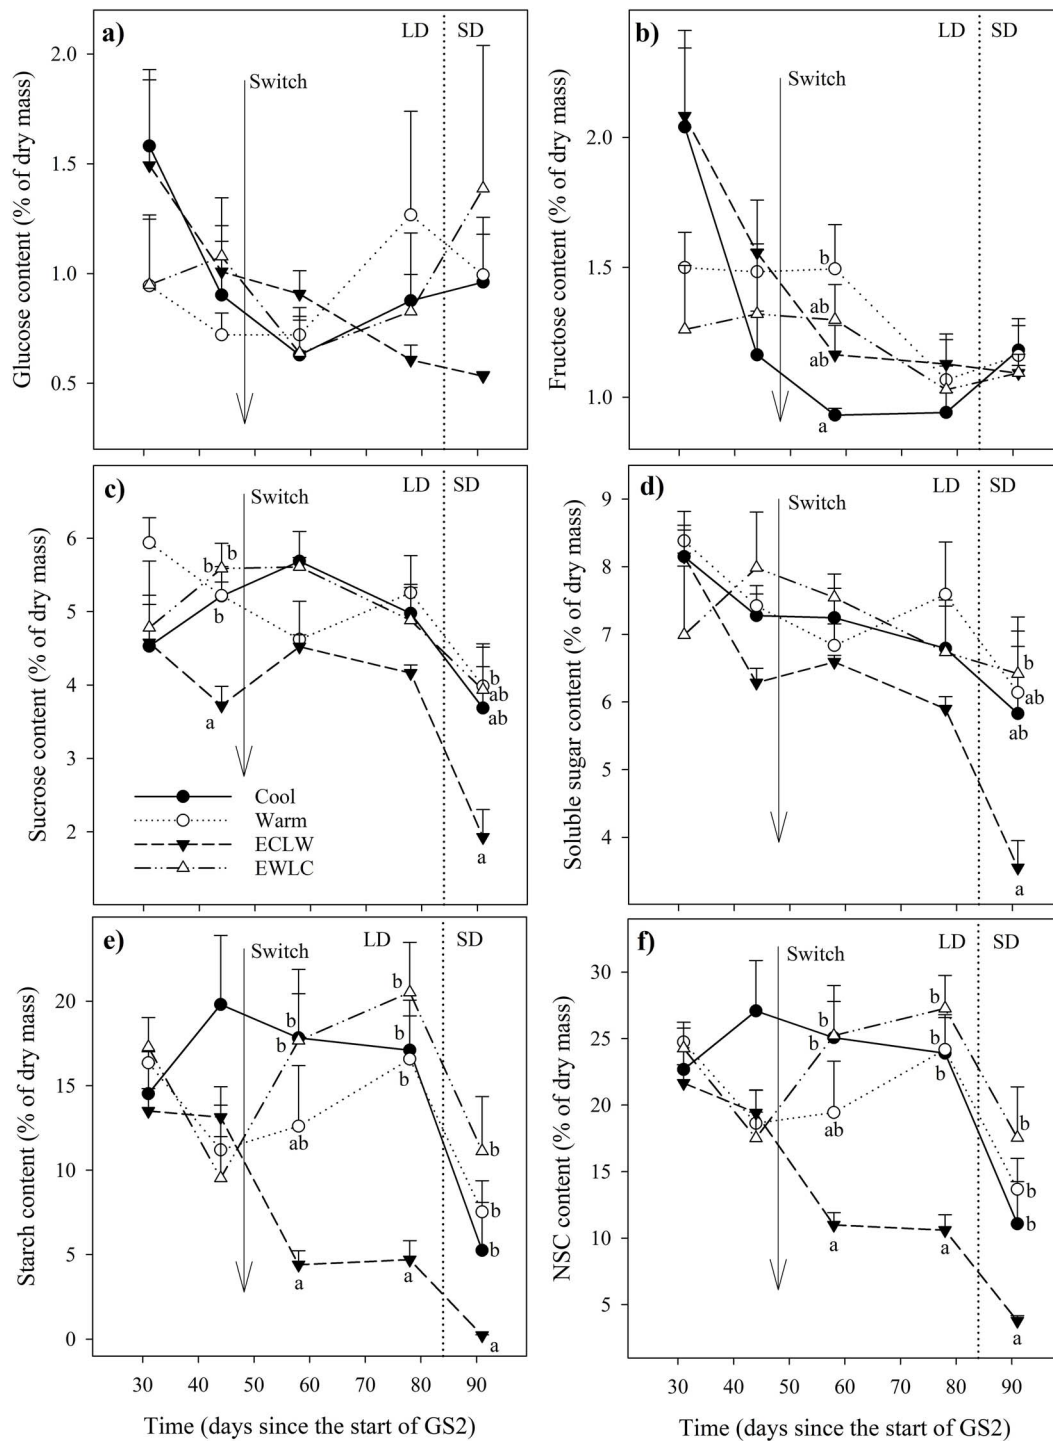 a)
LD
SD
Switch
2.0
1.5
1.0
0.5
Glucose content (% of dry mass)
b)
LD
SD
Switch
2.0
1.5
1.0
b
ab
ab
a
Fructose content (% of dry mass)
c)
LD
SD
Switch
6
4
2
b
b
b
a
b
ab
ab
a
Cool
Warm
ECLW
EWLC
Sucrose content (% of dry mass)
d)
LD
SD
Switch
9
8
7
6
5
4
b
ab
ab
a
Soluble sugar content (% of dry mass)
e)
LD
SD
Switch
20
15
10
5
0
b
b
ab
a
b
b
b
a
b
b
b
a
Starch content (% of dry mass)
30 40 50 60 70 80 90
Time (days since the start of GS2)
f)
LD
SD
Switch
30
25
20
15
10
5
b
b
ab
a
b
b
b
a
b
b
b
a
NSC content (% of dry mass)
30 40 50 60 70 80 90
Time (days since the start of GS2)